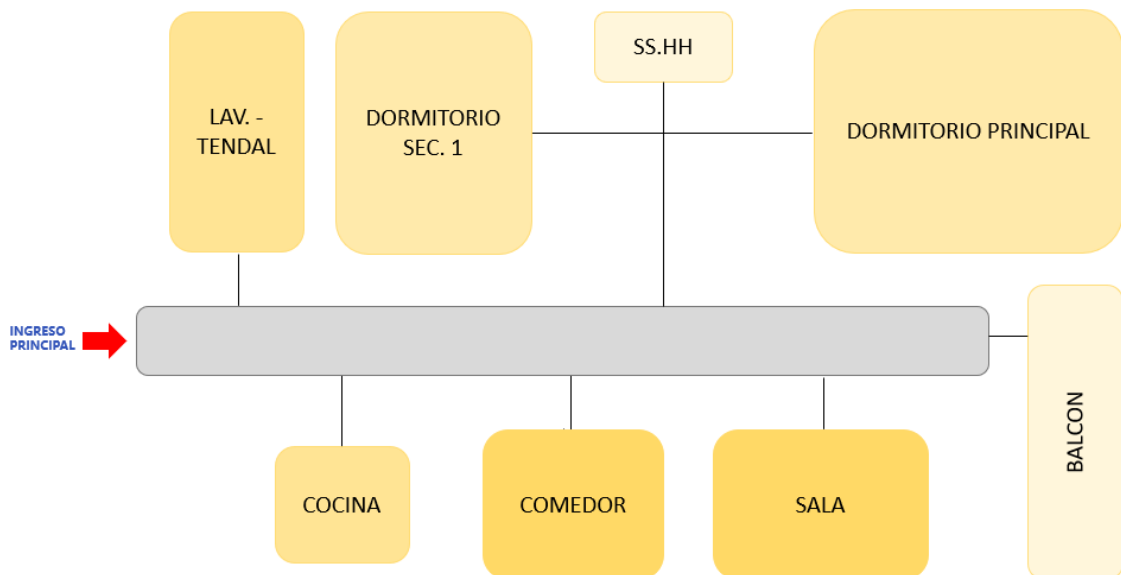 SS.HH
LAV. -
TENDAL
DORMITORIO
SEC. 1
DORMITORIO PRINCIPAL
INGRESO
PRINCIPAL
BALCON
COCINA
COMEDOR
SALA